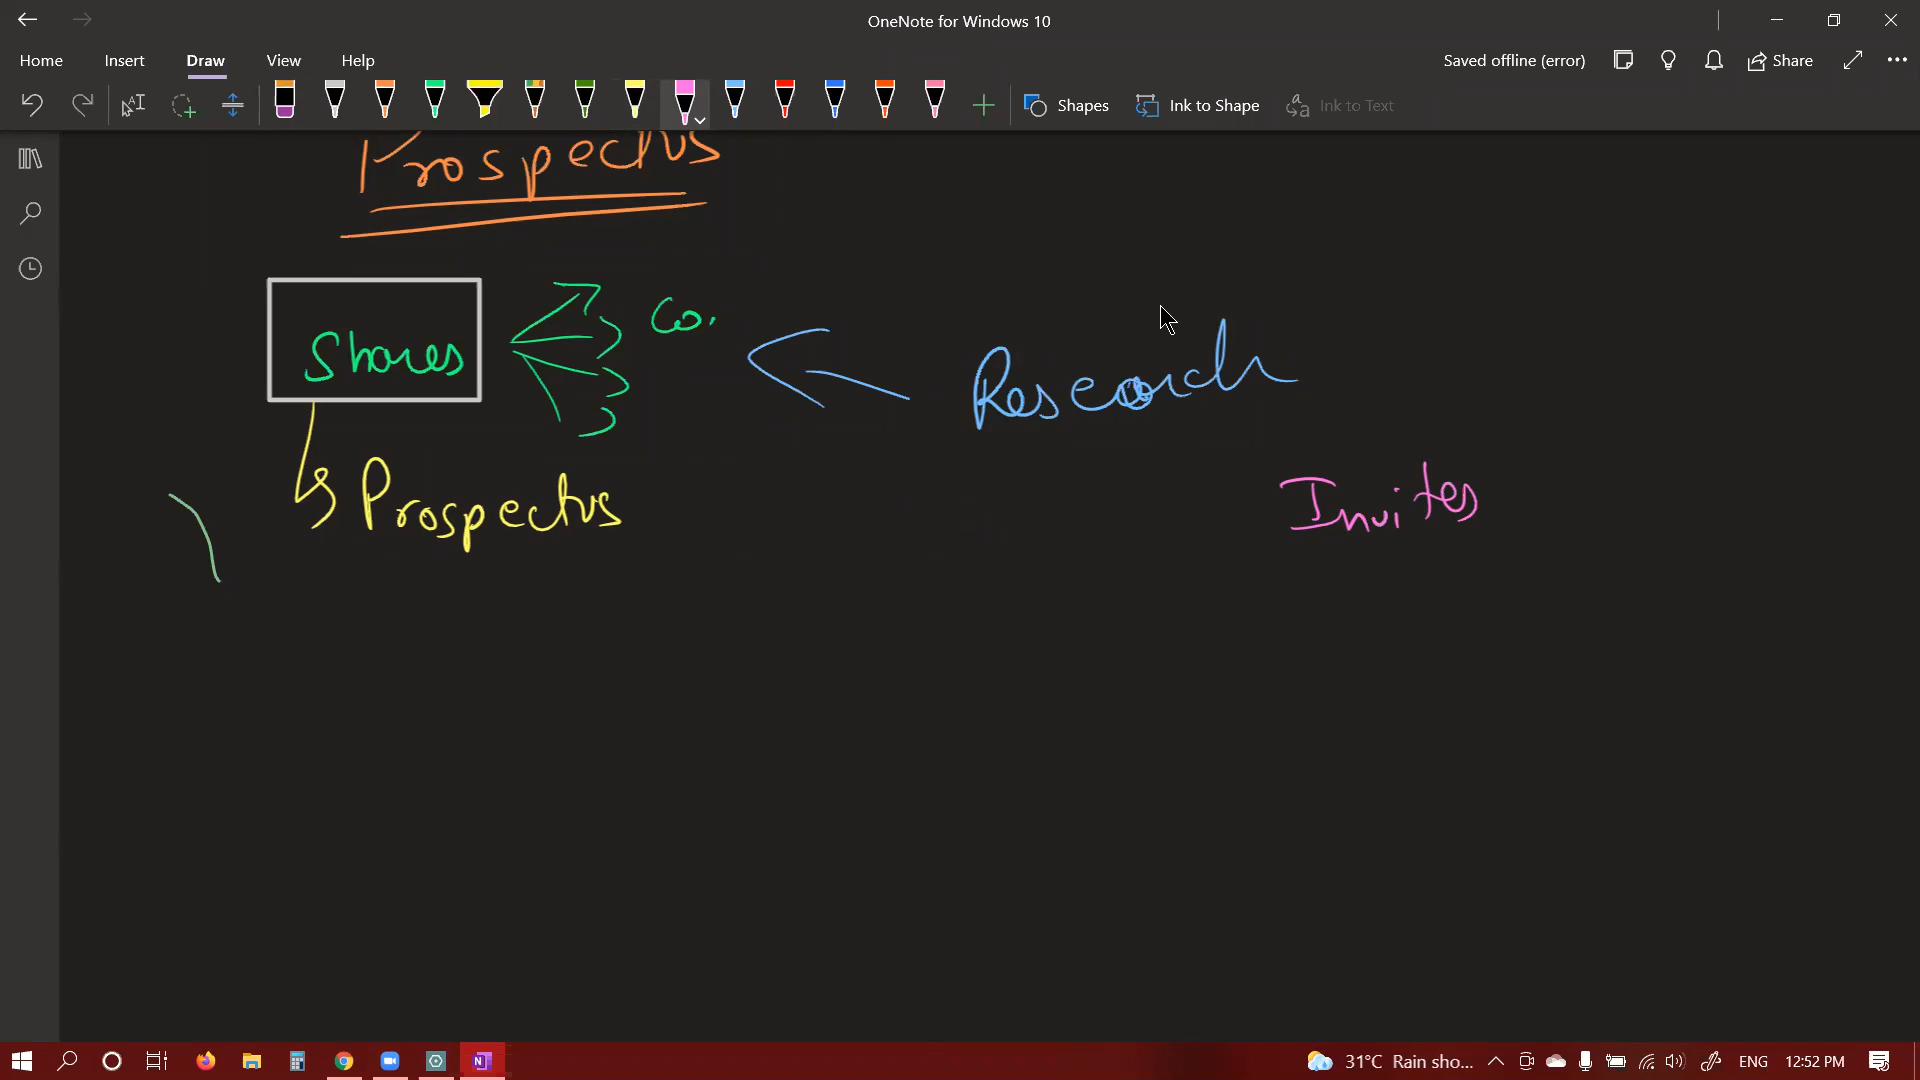 OneNote for Windows 10
Home Insert Draw View Help
Saved offline (error) Share
Shapes Ink to Shape Ink to Text
Prospectus
Shares Co.
Research
Prospectus
Invites
31°C Rain sho... ENG 12:52 PM